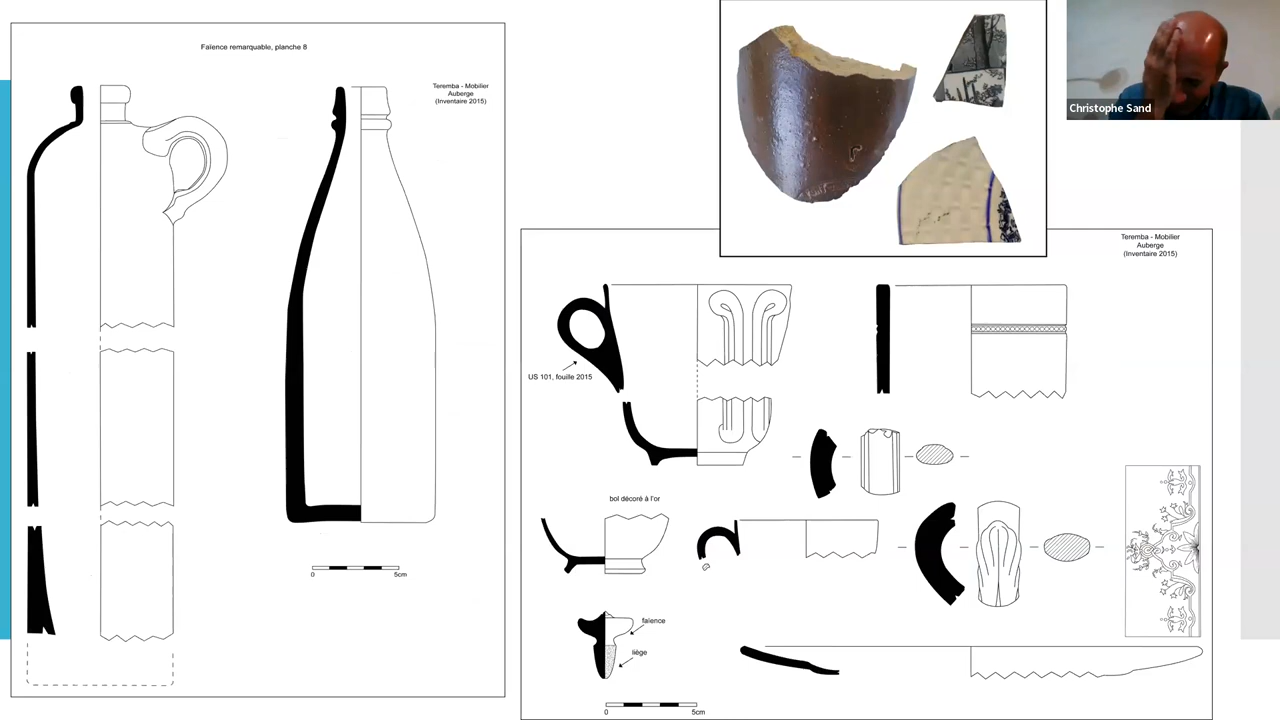 Faïence remarquable, planche 8
Teremba - Mobilier
Auberge
(Inventaire 2015)
0
5cm
Christophe Sand
Teremba - Mobilier
Auberge
(Inventaire 2015)
US 101, fouille 2015
bol décoré à l'or
faïence
liège
0
5cm